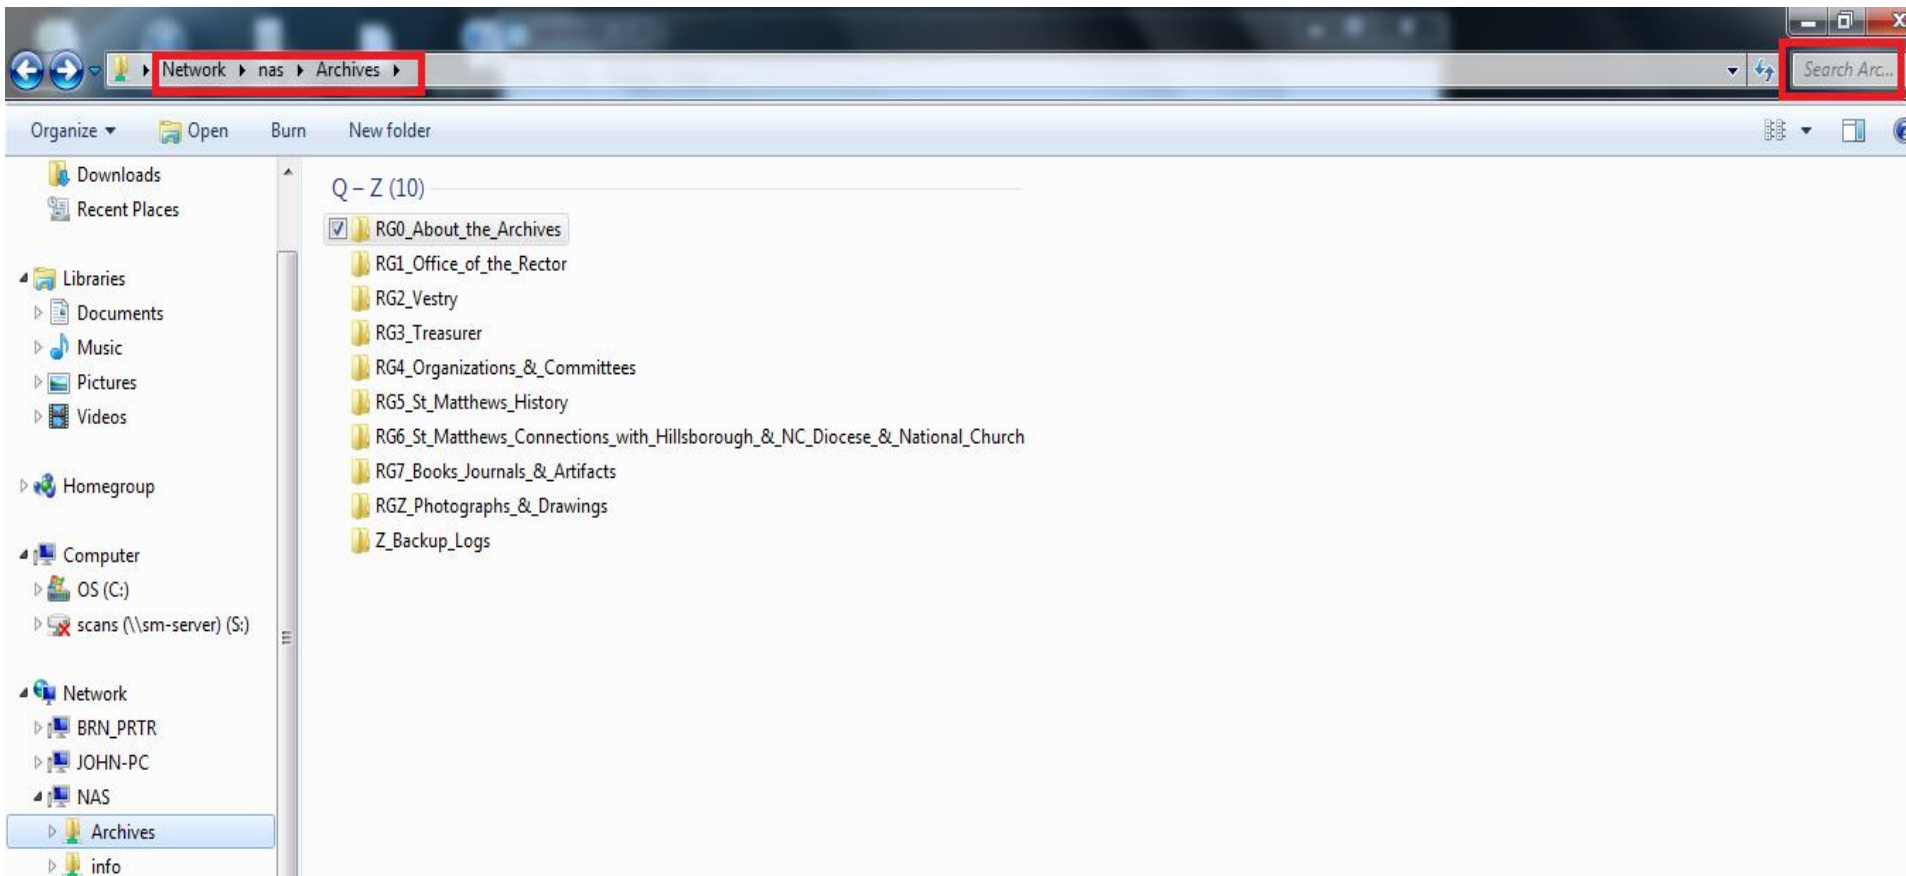 Network ▸ nas ▸ Archives ▸
Search Arc...
Organize Open Burn New folder
Downloads
Recent Places
Libraries
Documents
Music
Pictures
Videos
Homegroup
Computer
OS (C:)
scans (\\sm-server) (S:)
Network
BRN_PRTR
JOHN-PC
NAS
Archives
info
Q – Z (10)
RG0_About_the_Archives
RG1_Office_of_the_Rector
RG2_Vestry
RG3_Treasurer
RG4_Organizations_&_Committees
RG5_St_Matthews_History
RG6_St_Matthews_Connections_with_Hillsborough_&_NC_Diocese_&_National_Church
RG7_Books_Journals_&_Artifacts
RGZ_Photographs_&_Drawings
Z_Backup_Logs